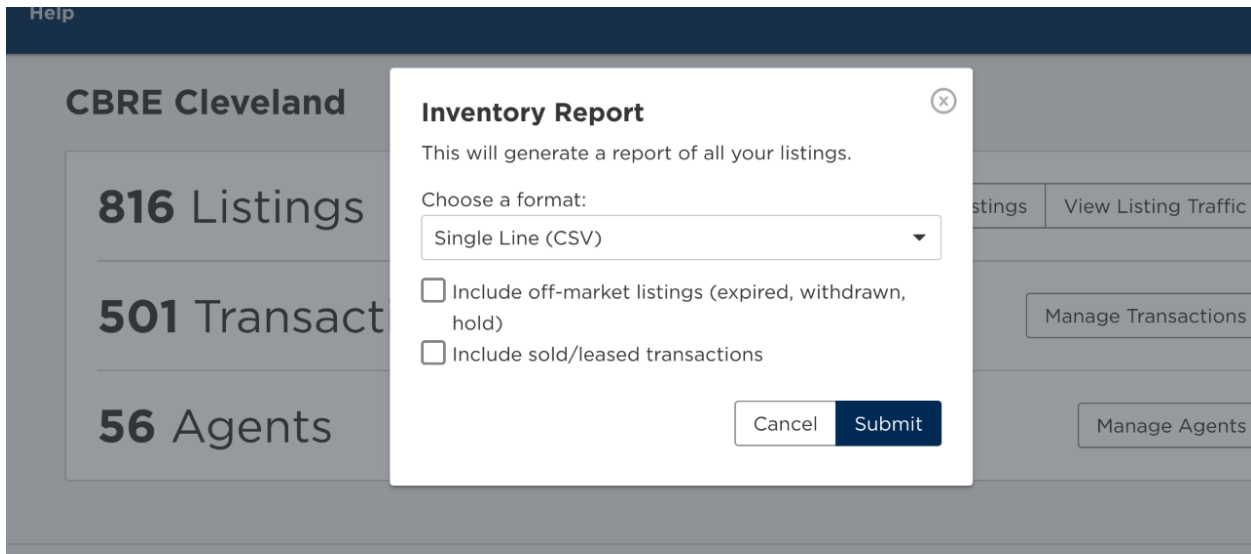 Help
CBRE Cleveland
Inventory Report
This will generate a report of all your listings.
Choose a format:
Single Line (CSV)
Include off-market listings (expired, withdrawn,
hold)
Include sold/leased transactions
Cancel
Submit
816 Listings
stings
View Listing Traffic
501 Transact
Manage Transactions
56 Agents
Manage Agents